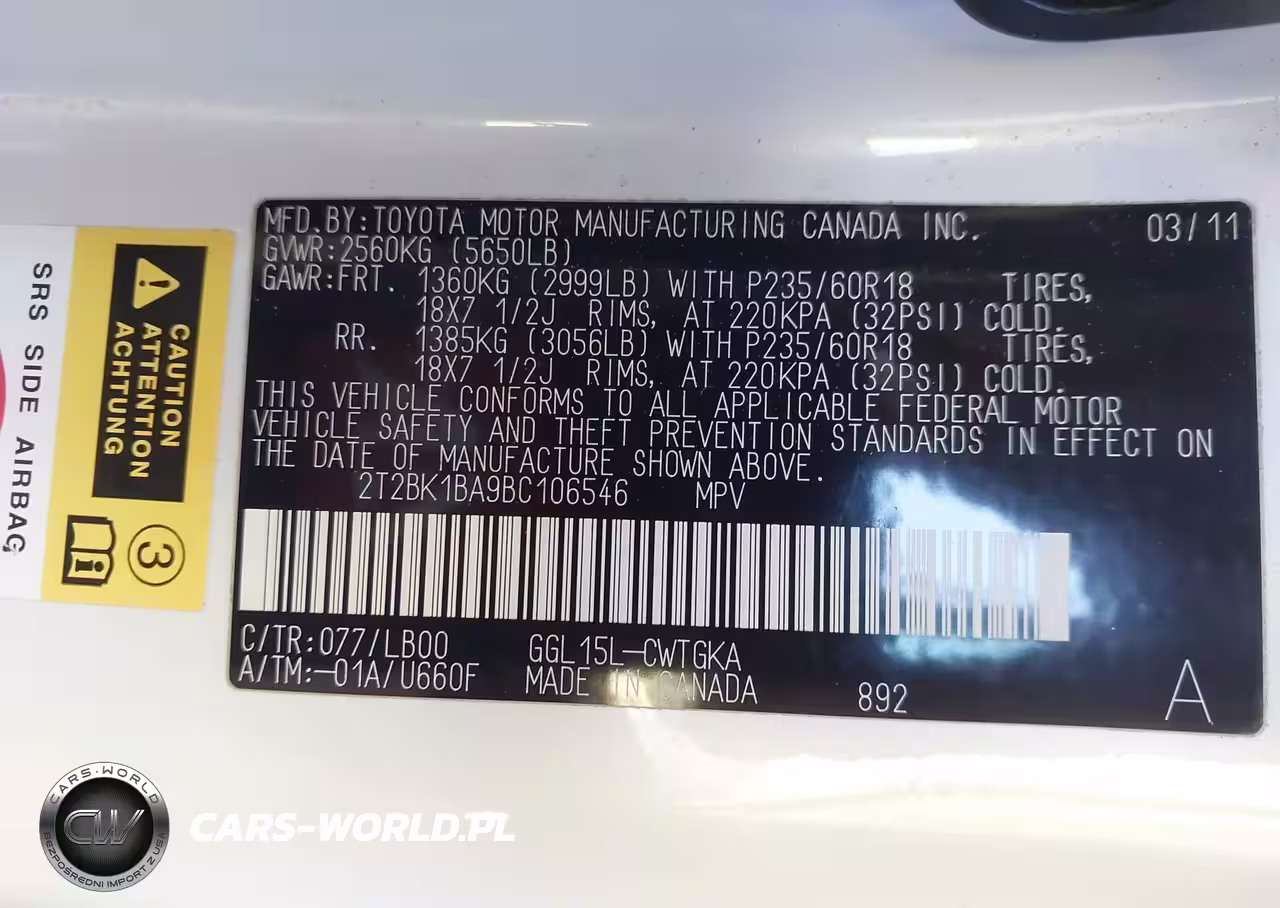 MFD.BY:TOYOTA MOTOR MANUFACTURING CANADA INC. 03/11
GVWR:2560KG (5650LB)
GAWR:FRT. 1360KG (2999LB) WITH P235/60R18 TIRES,
18X7 1/2J RIMS, AT 220KPA (32PSI) COLD.
RR. 1385KG (3056LB) WITH P235/60R18 TIRES,
18X7 1/2J RIMS, AT 220KPA (32PSI) COLD.
THIS VEHICLE CONFORMS TO ALL APPLICABLE FEDERAL MOTOR
VEHICLE SAFETY AND THEFT PREVENTION STANDARDS IN EFFECT ON
THE DATE OF MANUFACTURE SHOWN ABOVE.
2T2BK1BA9BC106546 MPV
C/TR:077/LB00 GGL15L-CWTGKA
A/TM:-01A/U660F MADE IN CANADA 892 A
CAUTION
ATTENTION
ACHTUNG
3
i
SRS SIDE AIRBAG
CARS-WORLD
CW
BEZPOŚREDNI IMPORT Z USA
CARS-WORLD.PL